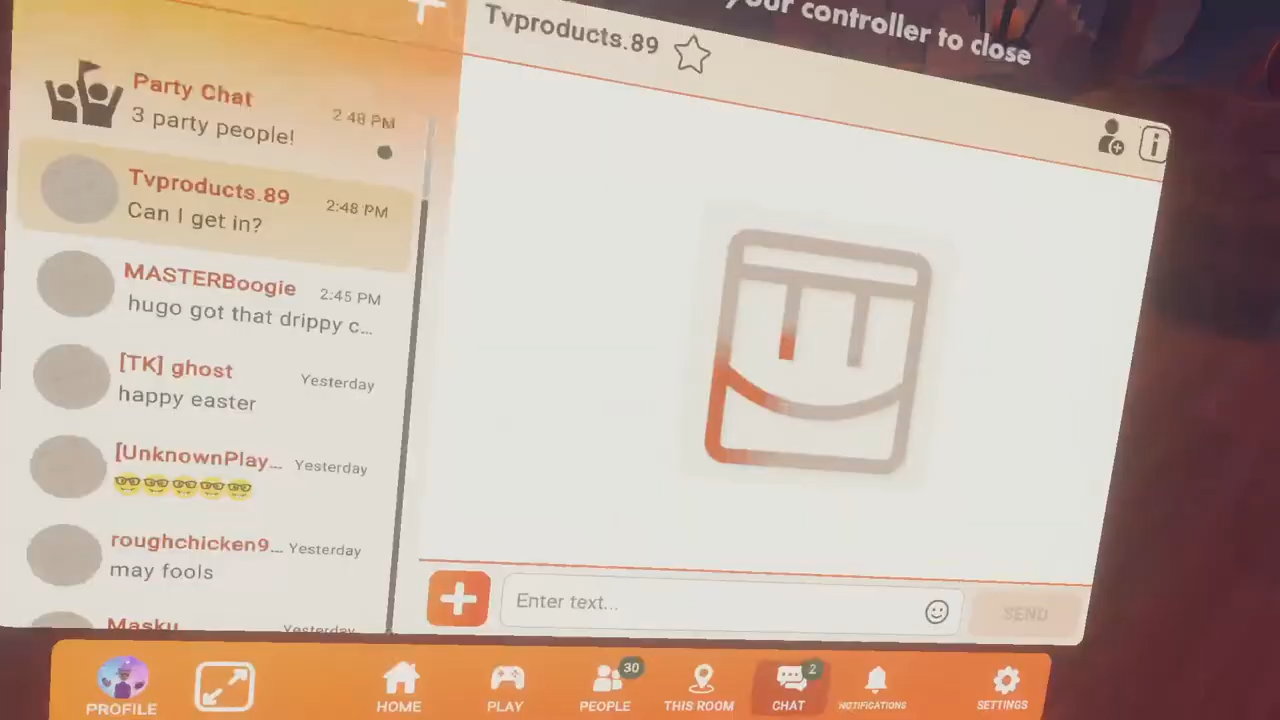 your controller to close
Tvproducts.89
Party Chat
2:48 PM
3 party people!
Tvproducts.89
2:48 PM
Can I get in?
MASTERBoogie
2:45 PM
hugo got that drippy c...
[TK] ghost
Yesterday
happy easter
[UnknownPlay...
Yesterday
🤓🤓🤓🤓🤓
roughchicken9...
Yesterday
may fools
Masku
Yesterday
Enter text...
SEND
PROFILE
HOME
PLAY
30
PEOPLE
THIS ROOM
2
CHAT
NOTIFICATIONS
SETTINGS